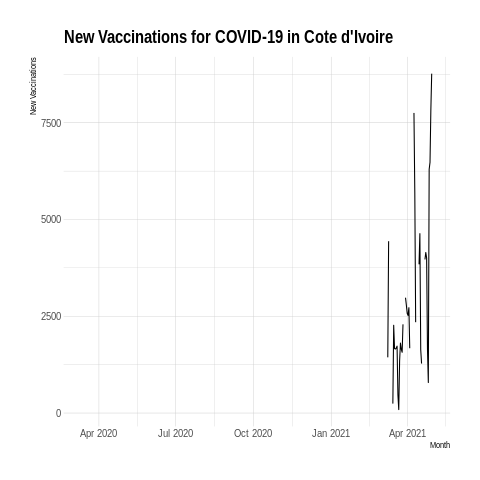 New Vaccinations for COVID-19 in Cote d'Ivoire
New Vaccinations
7500
5000
2500
0
Apr 2020 Jul 2020 Oct 2020 Jan 2021 Apr 2021
Month